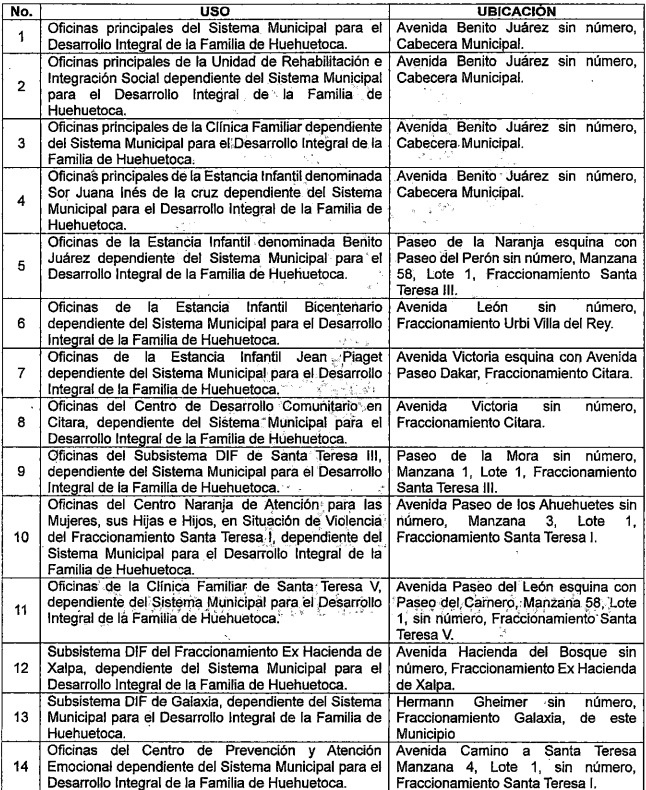 No. USO UBICACIÓN
1 Oficinas principales del Sistema Municipal para el Avenida Benito Juárez sin número,
Desarrollo Integral de la Familia de Huehuetoca. Cabecera Municipal.
2 Oficinas principales de la Unidad de Rehabilitación e Avenida Benito Juárez sin número,
Integración Social dependiente del Sistema Municipal Cabecera Municipal.
para el Desarrollo Integral de la Familia de
Huehuetoca.
3 Oficinas principales de la Clínica Familiar dependiente Avenida Benito Juárez sin número,
del Sistema Municipal para el Desarrollo Integral de la Cabecera Municipal.
Familia de Huehuetoca.
4 Oficinas principales de la Estancia Infantil denominada Avenida Benito Juárez sin número,
Sor Juana Inés de la cruz dependiente del Sistema Cabecera Municipal.
Municipal para el Desarrollo Integral de la Familia de
Huehuetoca.
5 Oficinas de la Estancia Infantil denominada Benito Paseo de la Naranja esquina con
Juárez dependiente del Sistema Municipal para el Paseo del Perón sin número, Manzana
Desarrollo Integral de la Familia de Huehuetoca. 58, Lote 1, Fraccionamiento Santa
Teresa III.
6 Oficinas de la Estancia Infantil Bicentenario Avenida León sin número,
dependiente del Sistema Municipal para el Desarrollo Fraccionamiento Urbi Villa del Rey.
Integral de la Familia de Huehuetoca.
7 Oficinas de la Estancia Infantil Jean Piaget Avenida Victoria esquina con Avenida
dependiente del Sistema Municipal para el Desarrollo Paseo Dakar, Fraccionamiento Citara.
Integral de la Familia de Huehuetoca.
8 Oficinas del Centro de Desarrollo Comunitario en Avenida Victoria sin número,
Citara, dependiente del Sistema Municipal para el Fraccionamiento Citara.
Desarrollo Integral de la Familia de Huehuetoca.
9 Oficinas del Subsistema DIF de Santa Teresa III, Paseo de la Mora sin número,
dependiente del Sistema Municipal para el Desarrollo Manzana 1, Lote 1, Fraccionamiento
Integral de la Familia de Huehuetoca. Santa Teresa III.
10 Oficinas del Centro Naranja de Atención para las Avenida Paseo de los Ahuehuetes sin
Mujeres, sus Hijas e Hijos, en Situación de Violencia número, Manzana 3, Lote 1,
del Fraccionamiento Santa Teresa I, dependiente del Fraccionamiento Santa Teresa I.
Sistema Municipal para el Desarrollo Integral de la
Familia de Huehuetoca.
11 Oficinas de la Clínica Familiar de Santa Teresa V, Avenida Paseo del León esquina con
dependiente del Sistema Municipal para el Desarrollo Paseo del Carnero, Manzana 58, Lote
Integral de la Familia de Huehuetoca. 1, sin número, Fraccionamiento Santa
Teresa V.
12 Subsistema DIF del Fraccionamiento Ex Hacienda de Avenida Hacienda del Bosque sin
Xalpa, dependiente del Sistema Municipal para el número, Fraccionamiento Ex Hacienda
Desarrollo Integral de la Familia de Huehuetoca. de Xalpa.
13 Subsistema DIF de Galaxia, dependiente del Sistema Hermann Gheimer sin número,
Municipal para el Desarrollo Integral de la Familia de Fraccionamiento Galaxia, de este
Huehuetoca. Municipio
14 Oficinas del Centro de Prevención y Atención Avenida Camino a Santa Teresa
Emocional dependiente del Sistema Municipal para el Manzana 4, Lote 1, sin número,
Desarrollo Integral de la Familia de Huehuetoca. Fraccionamiento Santa Teresa I.